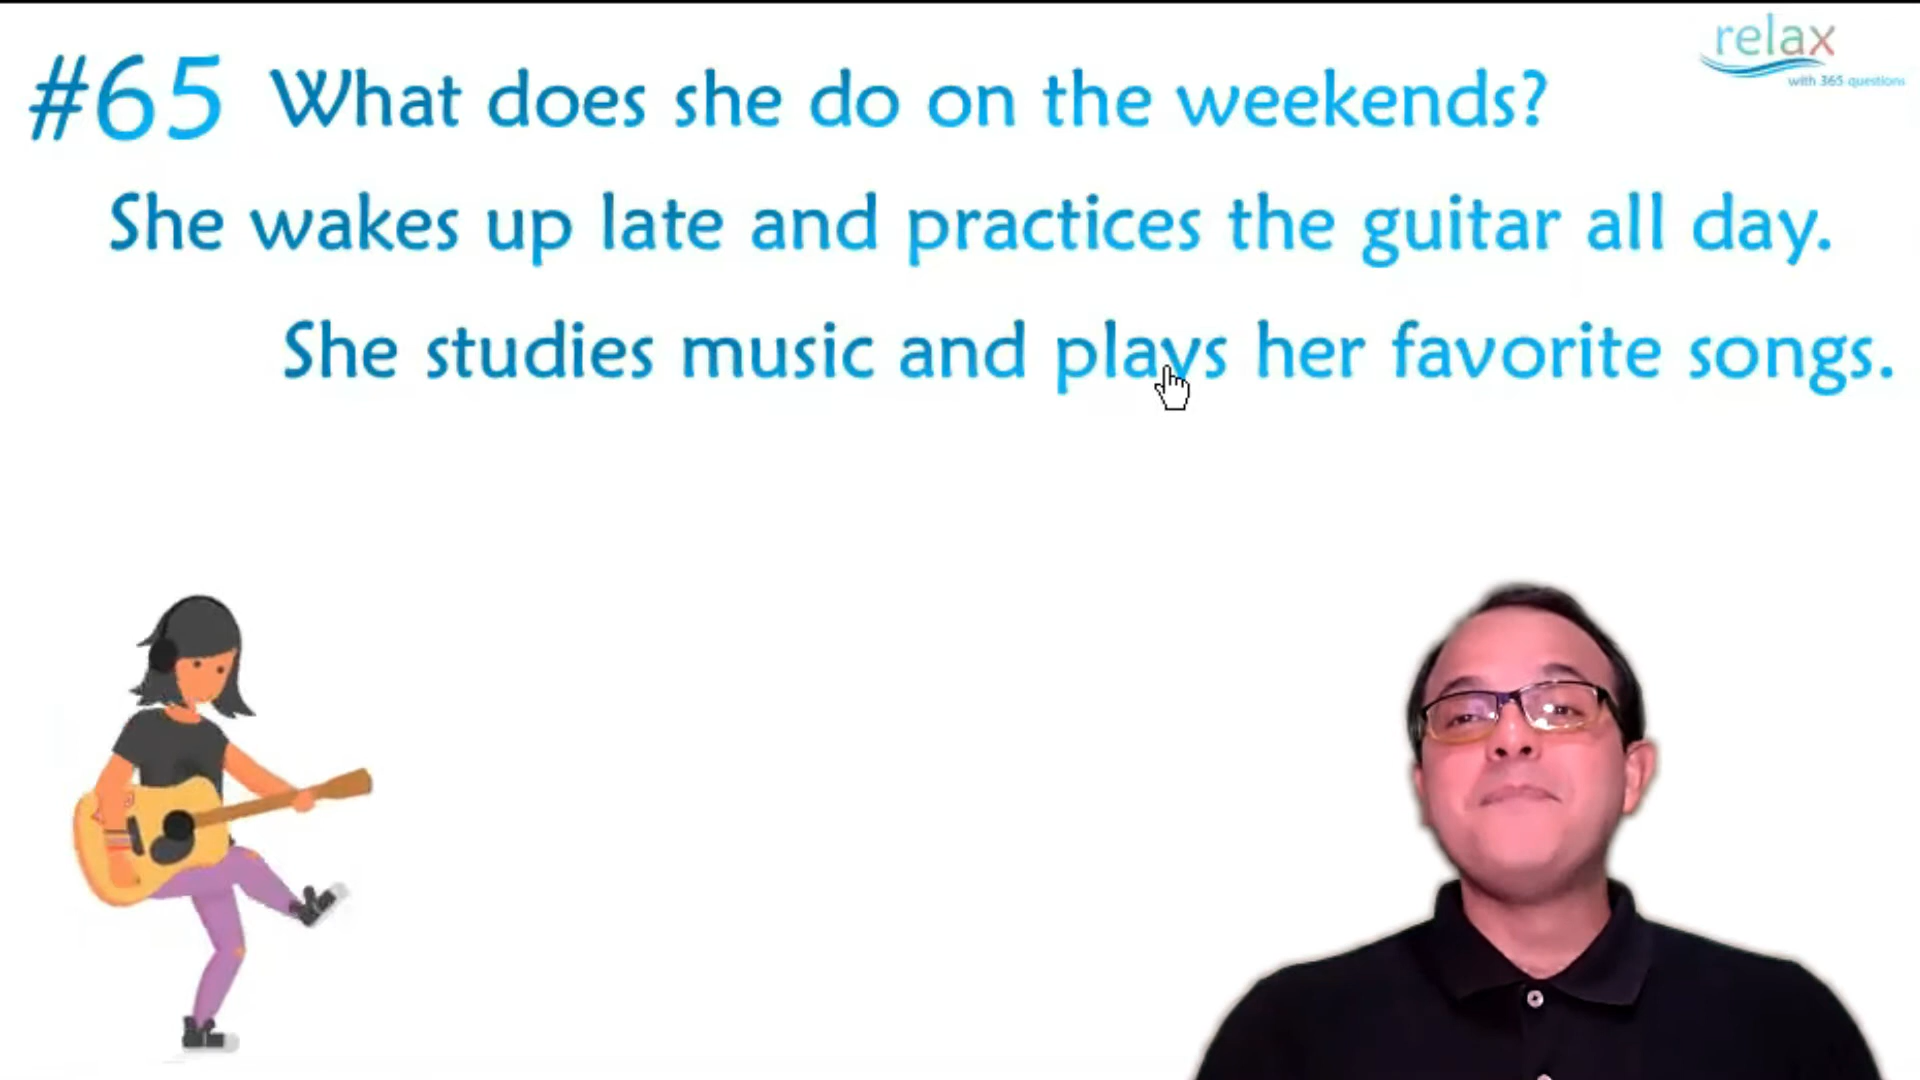 relax
with 365 questions
#65 What does she do on the weekends?
She wakes up late and practices the guitar all day.
She studies music and plays her favorite songs.